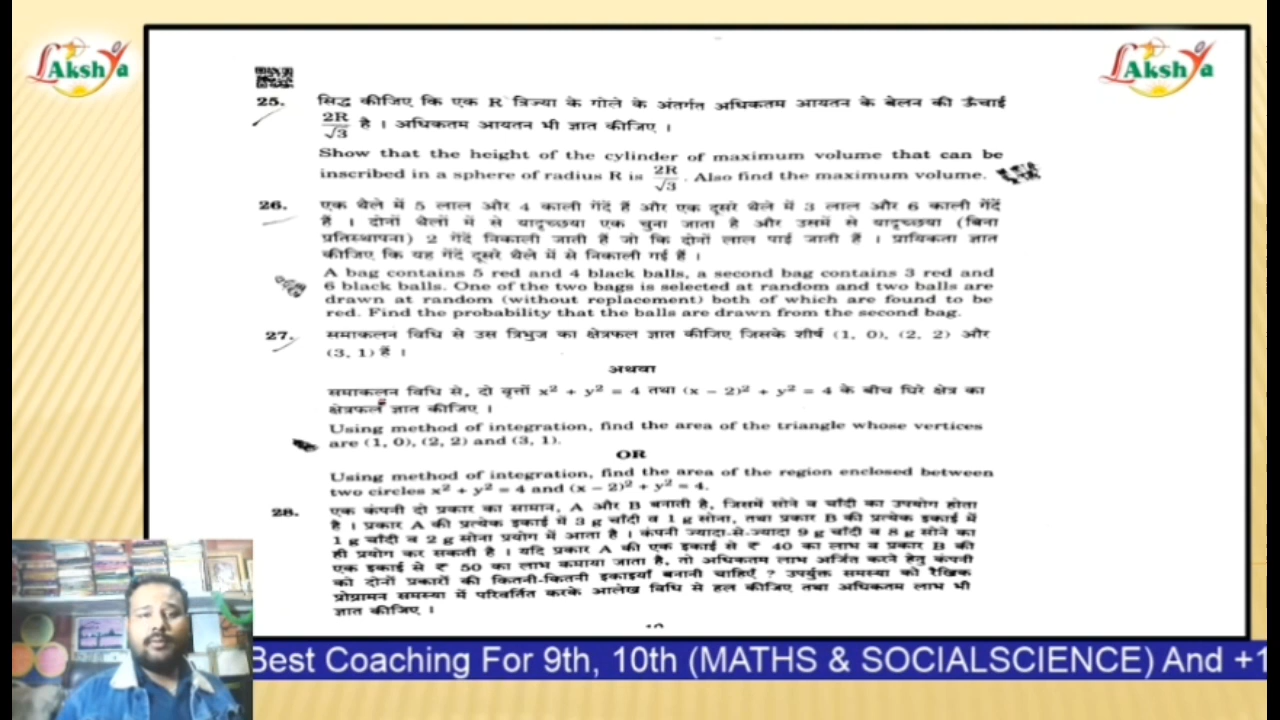 LAkshya
LAkshya
25. सिद्ध कीजिए कि एक R त्रिज्या के गोले के अंतर्गत अधिकतम आयतन के बेलन की ऊँचाई
2R/√3 है । अधिकतम आयतन भी ज्ञात कीजिए ।
Show that the height of the cylinder of maximum volume that can be
inscribed in a sphere of radius R is 2R/√3. Also find the maximum volume.
26. एक थैले में 5 लाल और 4 काली गेंदें हैं और एक दूसरे थैले में 3 लाल और 6 काली गेंदें
हैं । दोनों थैलों में से यादृच्छया एक चुना जाता है और उसमें से यादृच्छया (बिना
प्रतिस्थापना) 2 गेंदें निकाली जाती हैं जो कि दोनों लाल पाई जाती हैं । प्रायिकता ज्ञात
कीजिए कि यह गेंदें दूसरे थैले में से निकाली गई हैं ।
A bag contains 5 red and 4 black balls, a second bag contains 3 red and
6 black balls. One of the two bags is selected at random and two balls are
drawn at random (without replacement) both of which are found to be
red. Find the probability that the balls are drawn from the second bag.
27. समाकलन विधि से उस त्रिभुज का क्षेत्रफल ज्ञात कीजिए जिसके शीर्ष (1, 0), (2, 2) और
(3, 1) हैं ।
अथवा
समाकलन विधि से, दो वृत्तों x² + y² = 4 तथा (x – 2)² + y² = 4 के बीच घिरे क्षेत्र का
क्षेत्रफल ज्ञात कीजिए ।
Using method of integration, find the area of the triangle whose vertices
are (1, 0), (2, 2) and (3, 1).
OR
Using method of integration, find the area of the region enclosed between
two circles x² + y² = 4 and (x – 2)² + y² = 4.
28. एक कंपनी दो प्रकार का सामान, A और B बनाती है, जिसमें सोने व चाँदी का उपयोग होता
है । प्रकार A की प्रत्येक इकाई में 3 g चाँदी व 1 g सोना, तथा प्रकार B की प्रत्येक इकाई में
1 g चाँदी व 2 g सोना प्रयोग में आता है । कंपनी ज्यादा-से-ज्यादा 9 g चाँदी व 8 g सोने का
ही प्रयोग कर सकती है । यदि प्रकार A की एक इकाई से ₹ 40 का लाभ व प्रकार B की
एक इकाई से ₹ 50 का लाभ कमाया जाता है, तो अधिकतम लाभ अर्जित करने हेतु कंपनी
को दोनों प्रकारों की कितनी-कितनी इकाइयाँ बनानी चाहिएँ ? उपर्युक्त समस्या को रैखिक
प्रोग्रामन समस्या में परिवर्तित करके आलेख विधि से हल कीजिए तथा अधिकतम लाभ भी
ज्ञात कीजिए ।
Best Coaching For 9th, 10th (MATHS & SOCIALSCIENCE) And +1